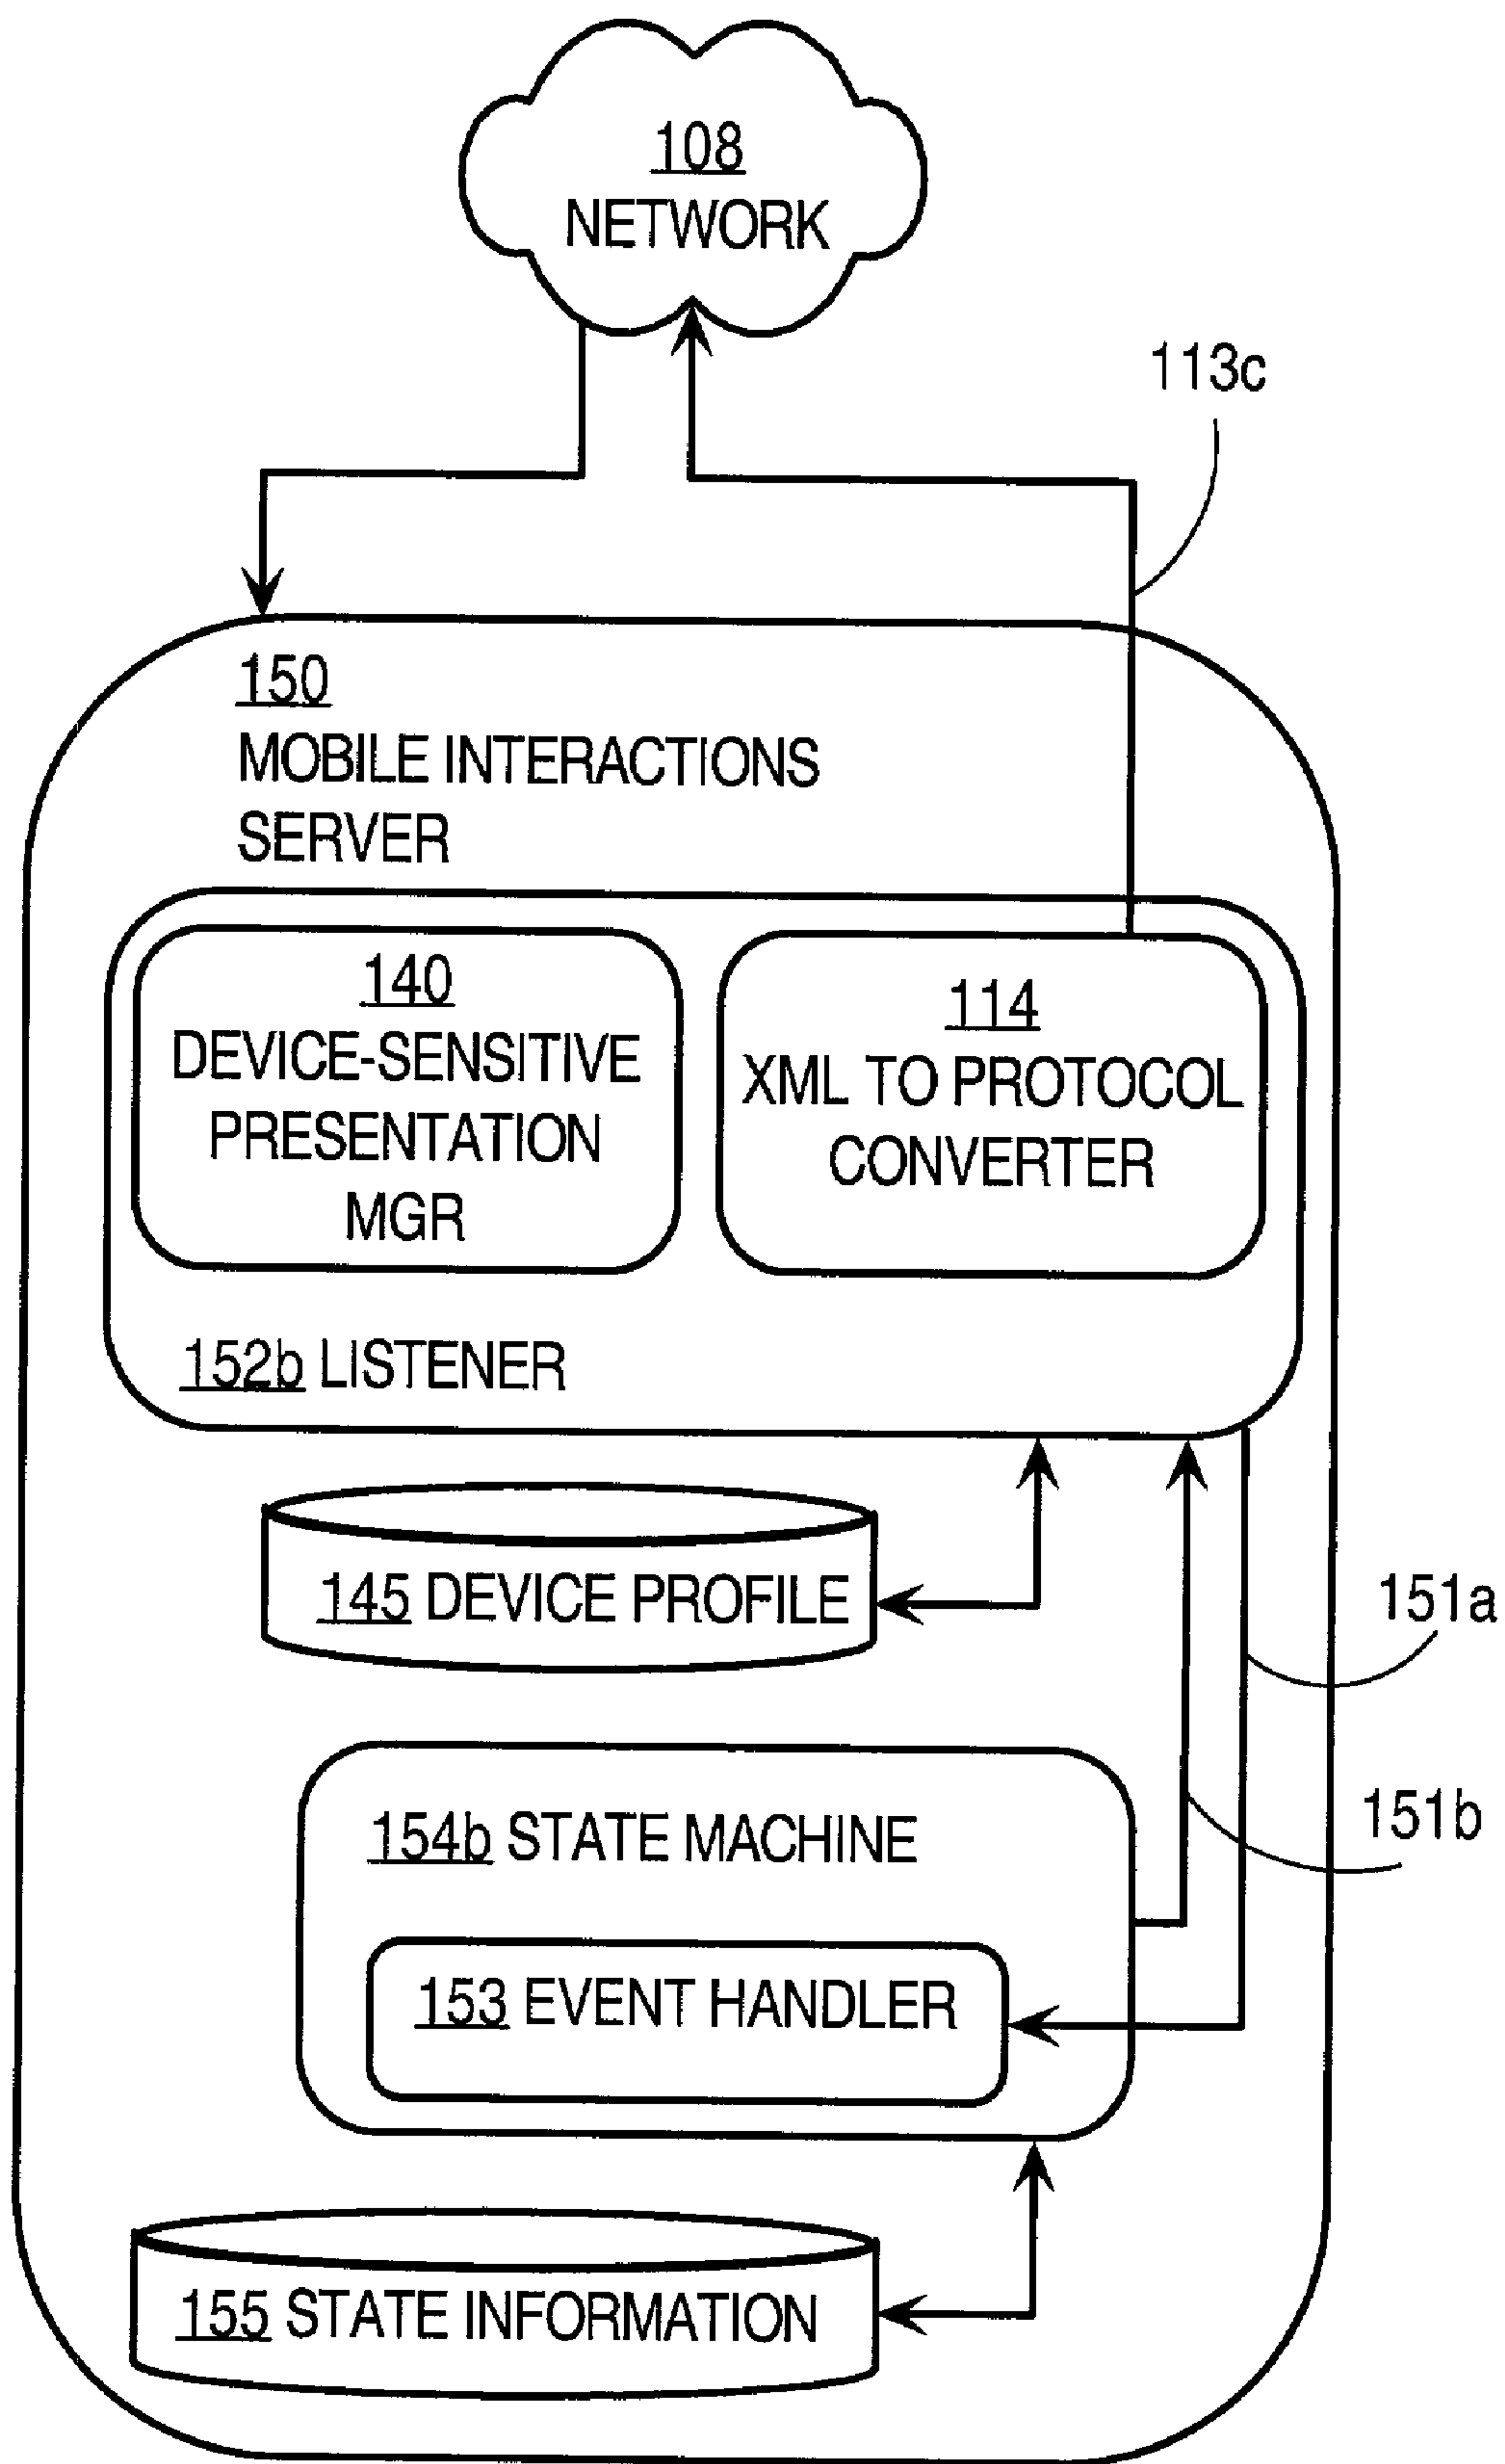 108
NETWORK
113c
150
MOBILE INTERACTIONS
SERVER
140
DEVICE-SENSITIVE
PRESENTATION
MGR
114
XML TO PROTOCOL
CONVERTER
152b LISTENER
145 DEVICE PROFILE
151a
154b STATE MACHINE
151b
153 EVENT HANDLER
155 STATE INFORMATION